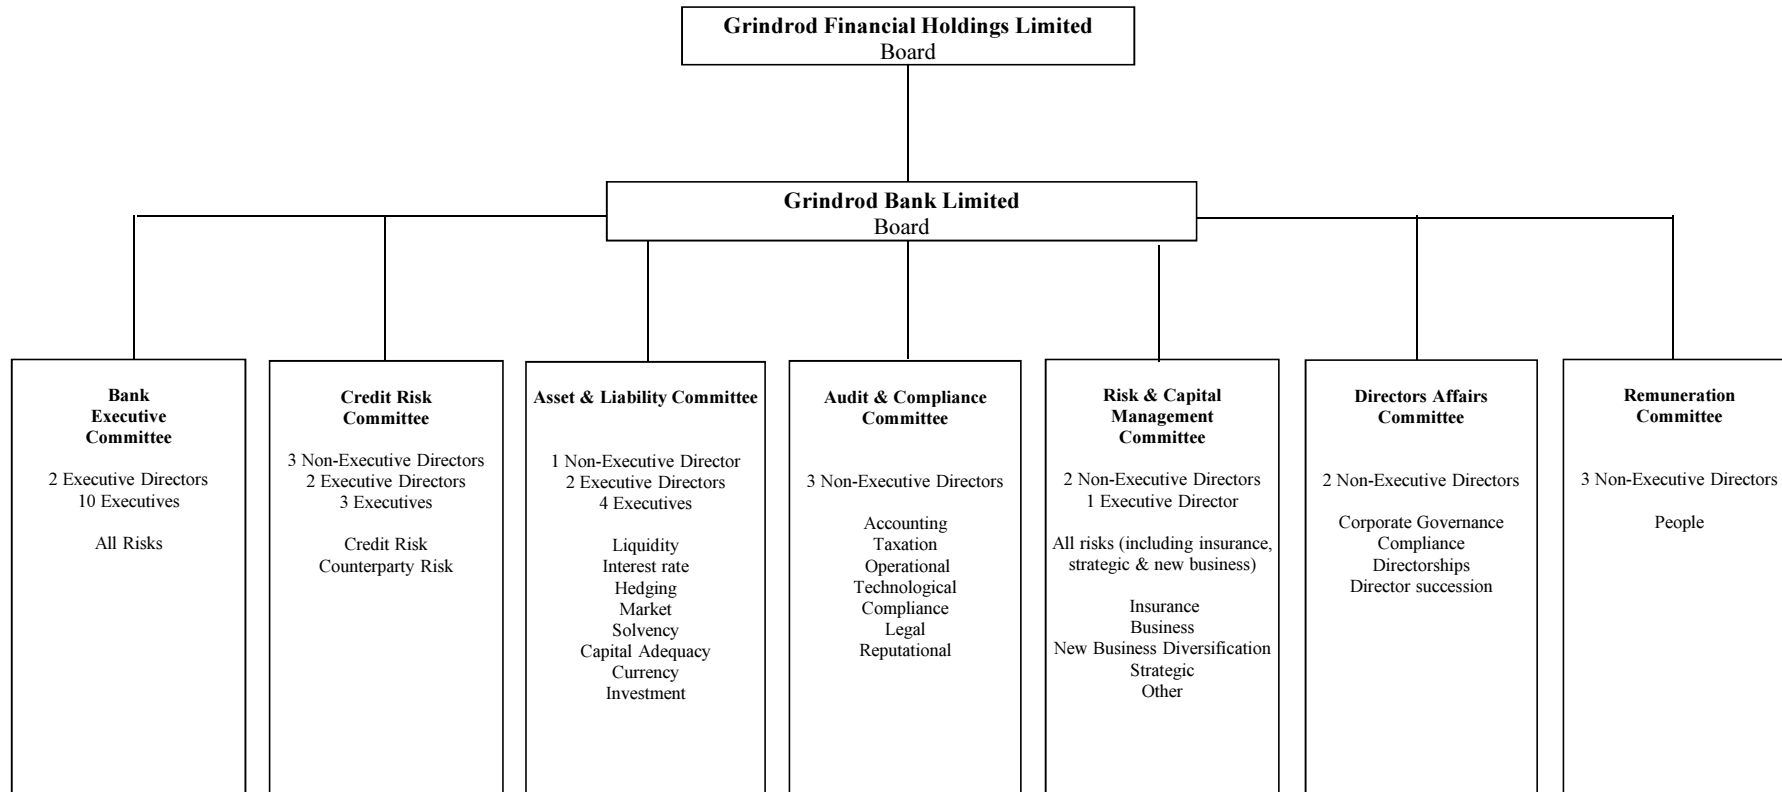 Grindrod Financial Holdings Limited
Board
Grindrod Bank Limited
Board
Bank
Executive
Committee
2 Executive Directors
10 Executives
All Risks
Credit Risk
Committee
3 Non-Executive Directors
2 Executive Directors
3 Executives
Credit Risk
Counterparty Risk
Asset & Liability Committee
1 Non-Executive Director
2 Executive Directors
4 Executives
Liquidity
Interest rate
Hedging
Market
Solvency
Capital Adequacy
Currency
Investment
Audit & Compliance
Committee
3 Non-Executive Directors
Accounting
Taxation
Operational
Technological
Compliance
Legal
Reputational
Risk & Capital
Management
Committee
2 Non-Executive Directors
1 Executive Director
All risks (including insurance,
strategic & new business)
Insurance
Business
New Business Diversification
Strategic
Other
Directors Affairs
Committee
2 Non-Executive Directors
Corporate Governance
Compliance
Directorships
Director succession
Remuneration
Committee
3 Non-Executive Directors
People